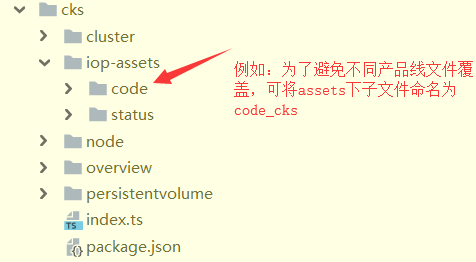 cks
cluster
iop-assets
code
status
node
overview
persistentvolume
index.ts
package.json
例如：为了避免不同产品线文件覆
盖，可将assets下子文件命名为
code_cks
TS
{}